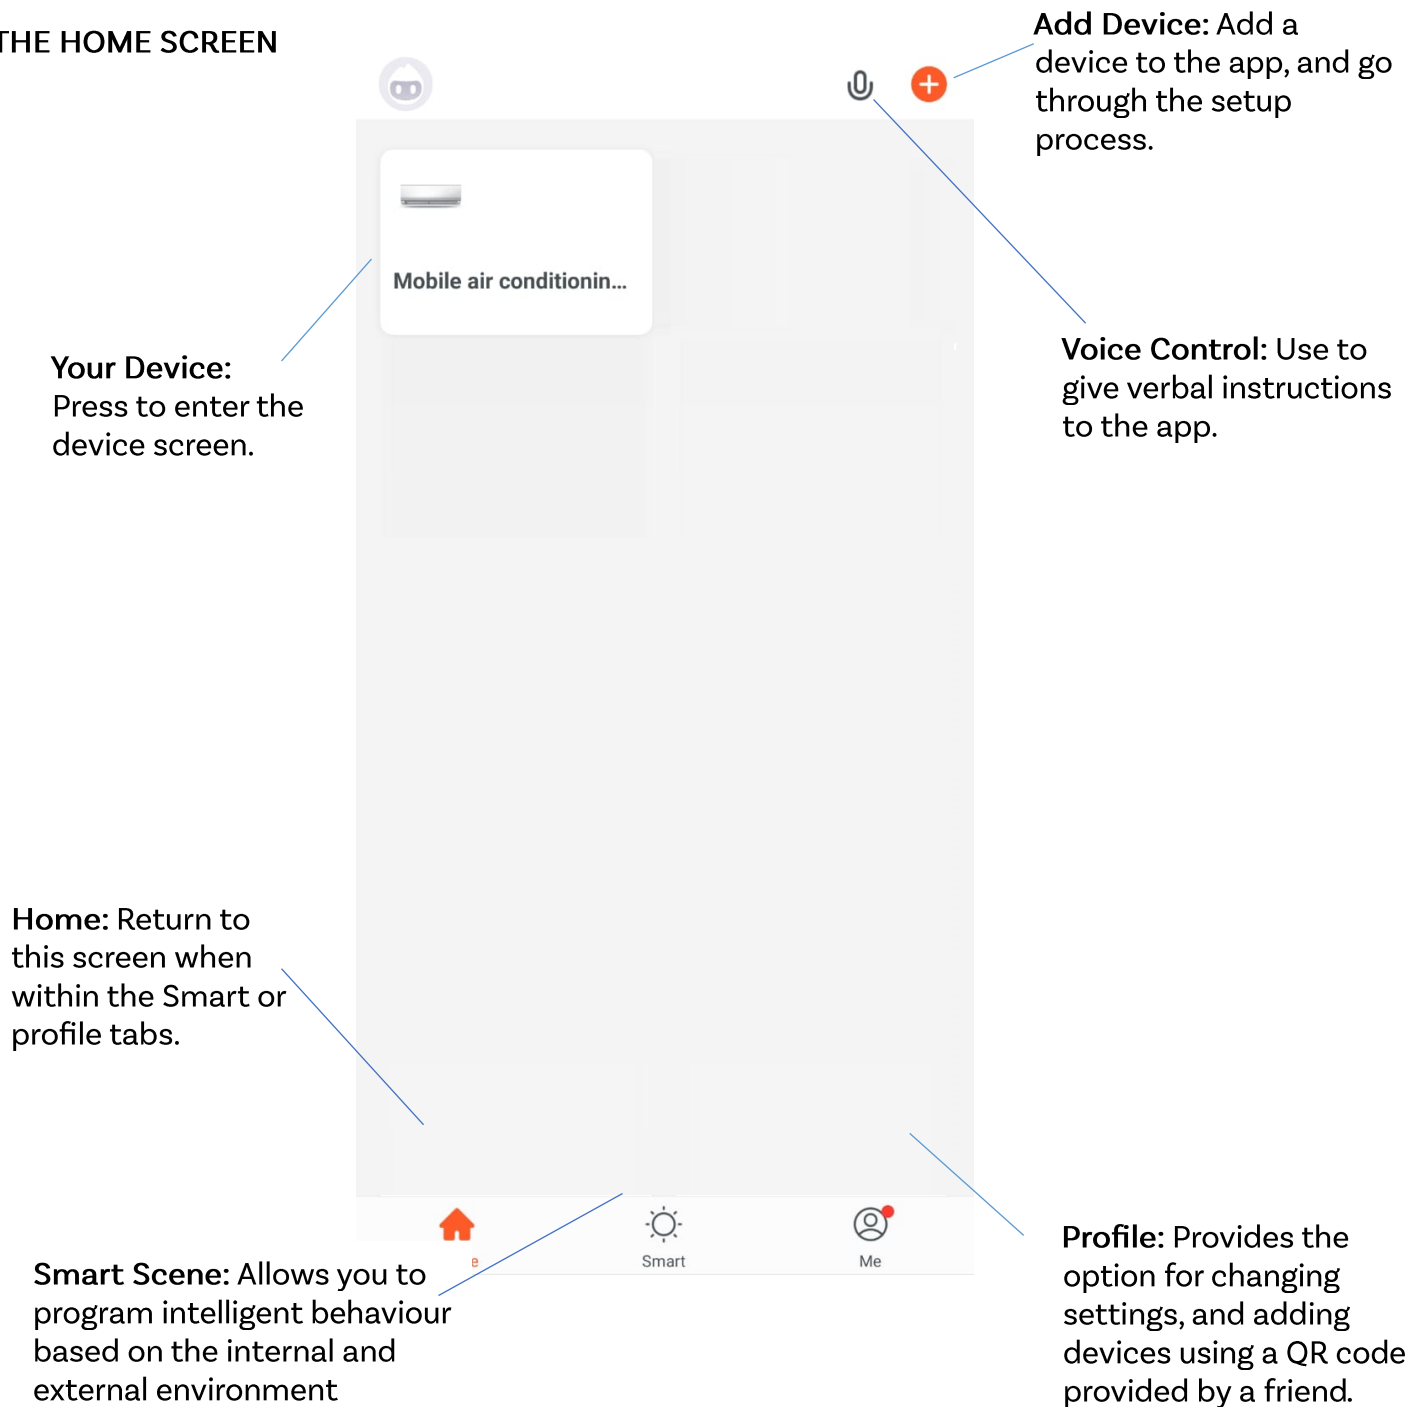 THE HOME SCREEN
Add Device: Add a
device to the app, and go
through the setup
process.
Mobile air conditionin...
Your Device:
Press to enter the
device screen.
Voice Control: Use to
give verbal instructions
to the app.
Home: Return to
this screen when
within the Smart or
profile tabs.
e
Smart
Me
Smart Scene: Allows you to
program intelligent behaviour
based on the internal and
external environment
Profile: Provides the
option for changing
settings, and adding
devices using a QR code
provided by a friend.